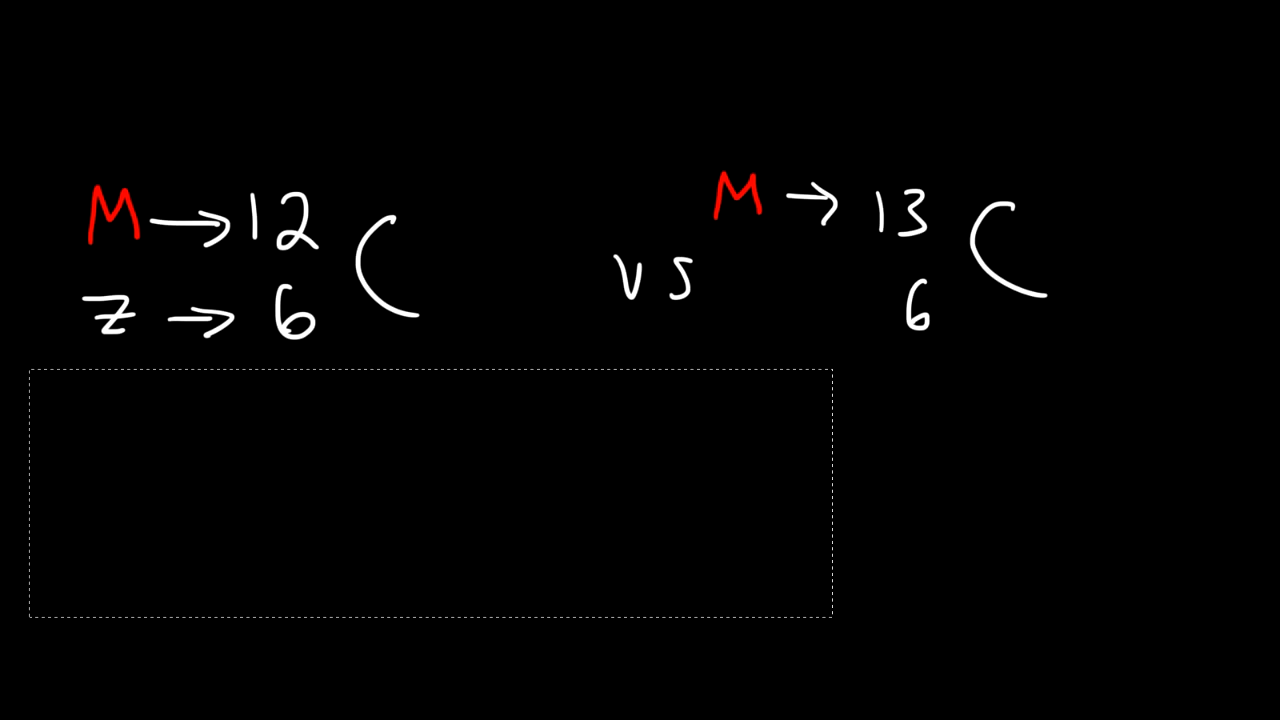 M → 12 C vs M → 13 C
Z → 6 6